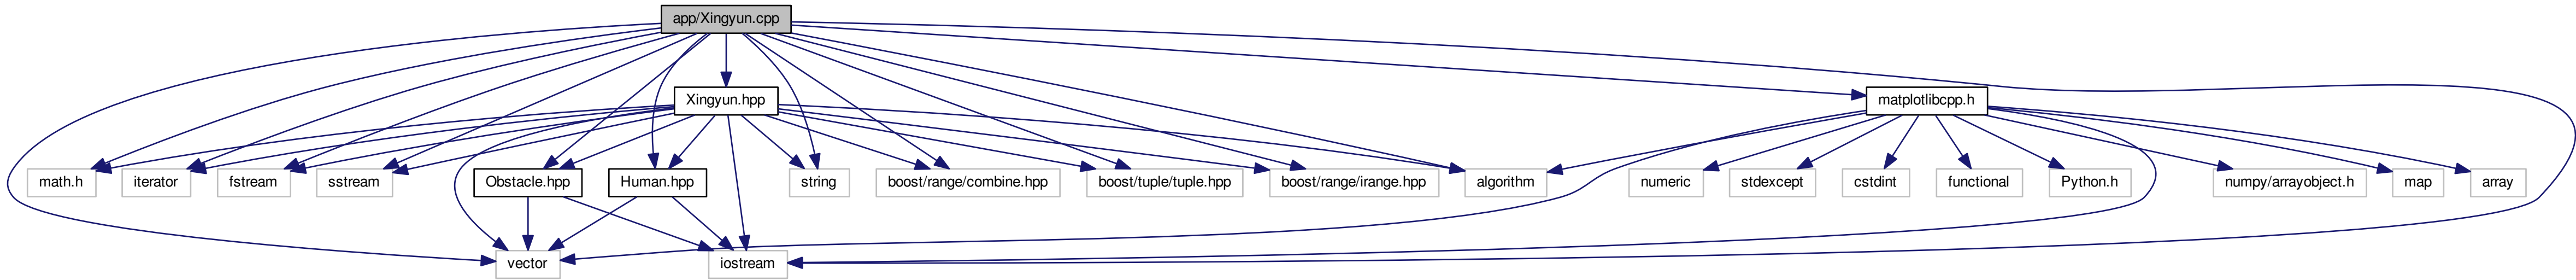 app/Xingyun.cpp
Xingyun.hpp
matplotlibcpp.h
math.h
iterator
fstream
sstream
Obstacle.hpp
Human.hpp
string
boost/range/combine.hpp
boost/tuple/tuple.hpp
boost/range/irange.hpp
algorithm
numeric
stdexcept
cstdint
functional
Python.h
numpy/arrayobject.h
map
array
vector
iostream